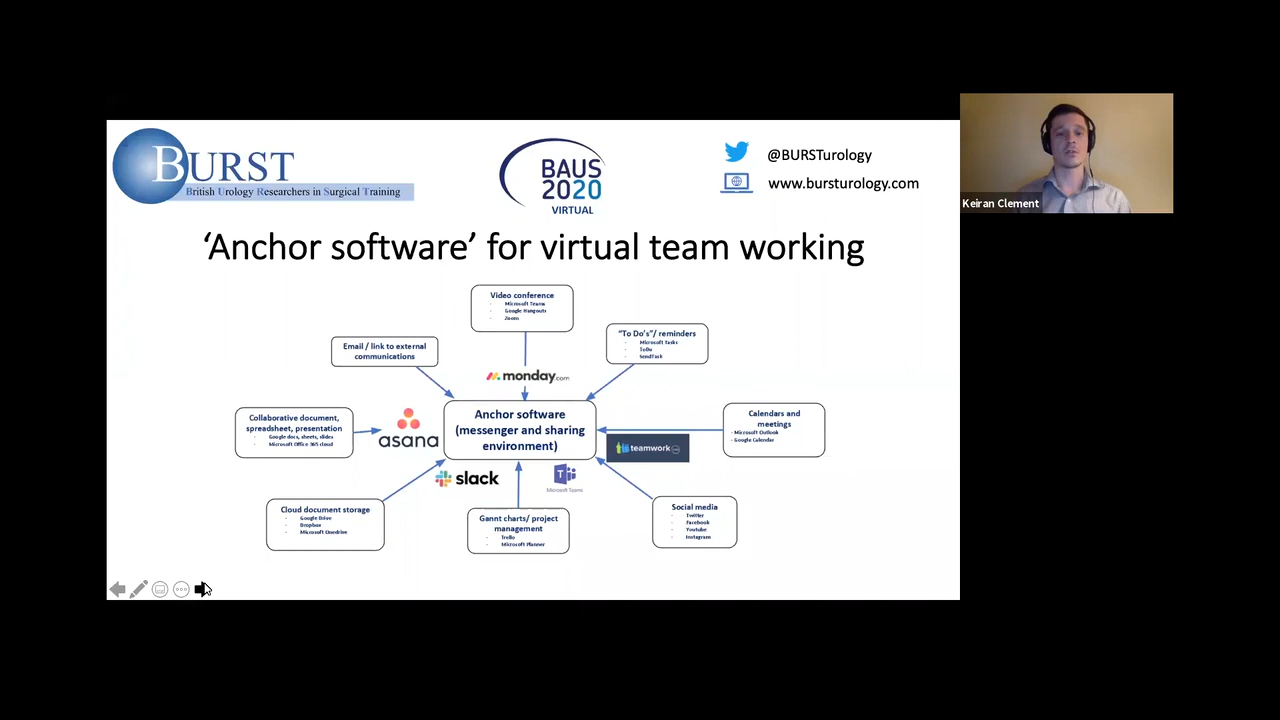 BURST
British Urology Researchers in Surgical Training
BAUS
2020
VIRTUAL
@BURSTurology
www.bursturology.com
Keiran Clement
‘Anchor software’ for virtual team working
Video conference
- Microsoft Teams
- Google Hangouts
- Zoom
Email / link to external
communications
"To Do's"/ reminders
- Microsoft Tasks
- ToDo
- SendTask
monday.com
Collaborative document,
spreadsheet, presentation
- Google docs, sheets, slides
- Microsoft Office 365 cloud
asana
Anchor software
(messenger and sharing
environment)
Calendars and
meetings
- Microsoft Outlook
- Google Calendar
teamwork
slack
Microsoft Teams
Cloud document storage
- Google Drive
- Dropbox
- Microsoft Onedrive
Gannt charts/ project
management
- Trello
- Microsoft Planner
Social media
- Twitter
- Facebook
- Youtube
- Instagram